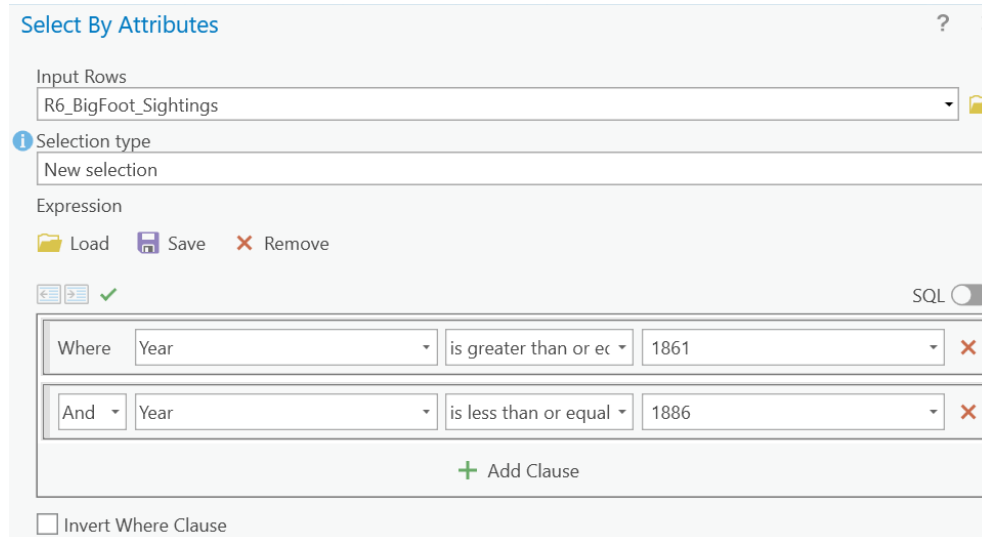 Select By Attributes ?
Input Rows
R6_BigFoot_Sightings
Selection type
New selection
Expression
Load Save Remove
SQL
Where Year is greater than or ec 1861
And Year is less than or equal 1886
Add Clause
Invert Where Clause